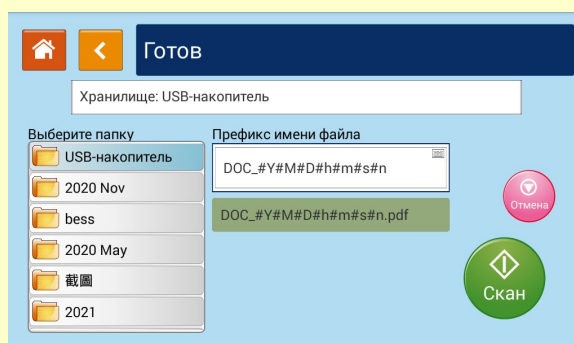 Готов
Хранилище: USB-накопитель
Выберите папку
Префикс имени файла
USB-накопитель
DOC_#Y#M#D#h#m#s#n
2020 Nov
bess
DOC_#Y#M#D#h#m#s#n.pdf
Отмена
2020 May
截圖
Скан
2021